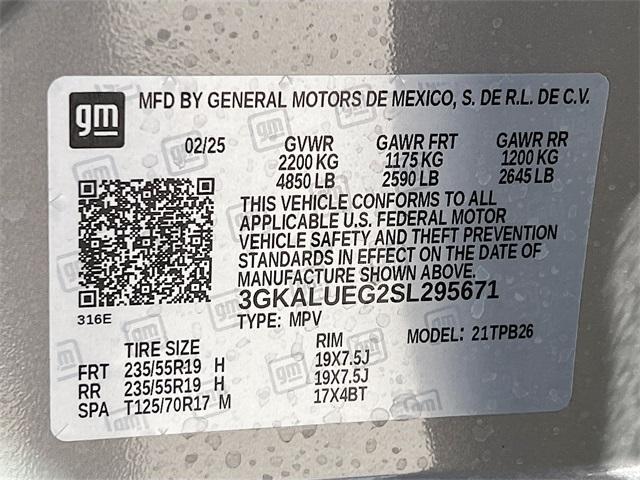 gm
MFD BY GENERAL MOTORS DE MEXICO, S. DE R.L. DE C.V.
02/25 GVWR GAWR FRT GAWR RR
2200 KG 1175 KG 1200 KG
4850 LB 2590 LB 2645 LB
THIS VEHICLE CONFORMS TO ALL
APPLICABLE U.S. FEDERAL MOTOR
VEHICLE SAFETY AND THEFT PREVENTION
STANDARDS IN EFFECT ON THE DATE OF
MANUFACTURE SHOWN ABOVE.
3GKALUEG2SL295671
316E
TYPE: MPV MODEL: 21TPB26
TIRE SIZE RIM
FRT 235/55R19 H 19X7.5J
RR 235/55R19 H 19X7.5J
SPA T125/70R17 M 17X4BT